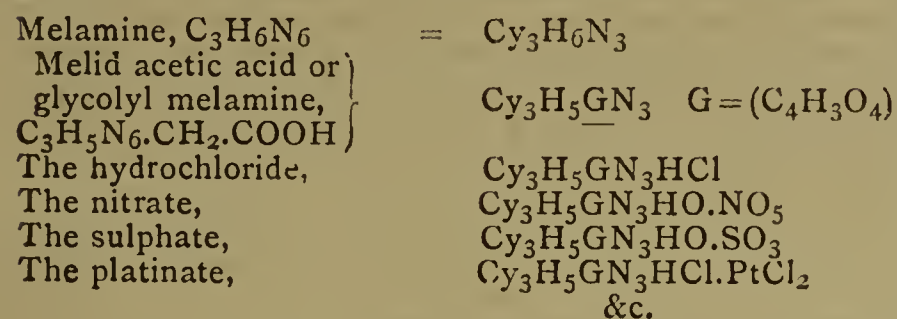 Melamine, C₃H₆N₆ = Cy₃H₆N₃
Melid acetic acid or
glycolyl melamine,
C₃H₅N₆.CH₂.COOH } Cy₃H₅GN₃ G=(C₄H₃O₄)
The hydrochloride, Cy₃H₅GN₃HCl
The nitrate, Cy₃H₅GN₃HO.NO₅
The sulphate, Cy₃H₅GN₃HO.SO₃
The platinate, Cy₃H₅GN₃HCl.PtCl₂
&c.